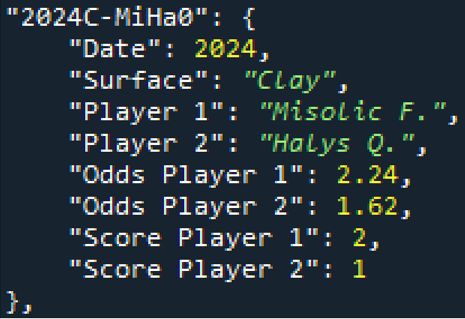 "2024C-MiHa0": {
    "Date": 2024,
    "Surface": "Clay",
    "Player 1": "Misolic F.",
    "Player 2": "Halys Q.",
    "Odds Player 1": 2.24,
    "Odds Player 2": 1.62,
    "Score Player 1": 2,
    "Score Player 2": 1
},